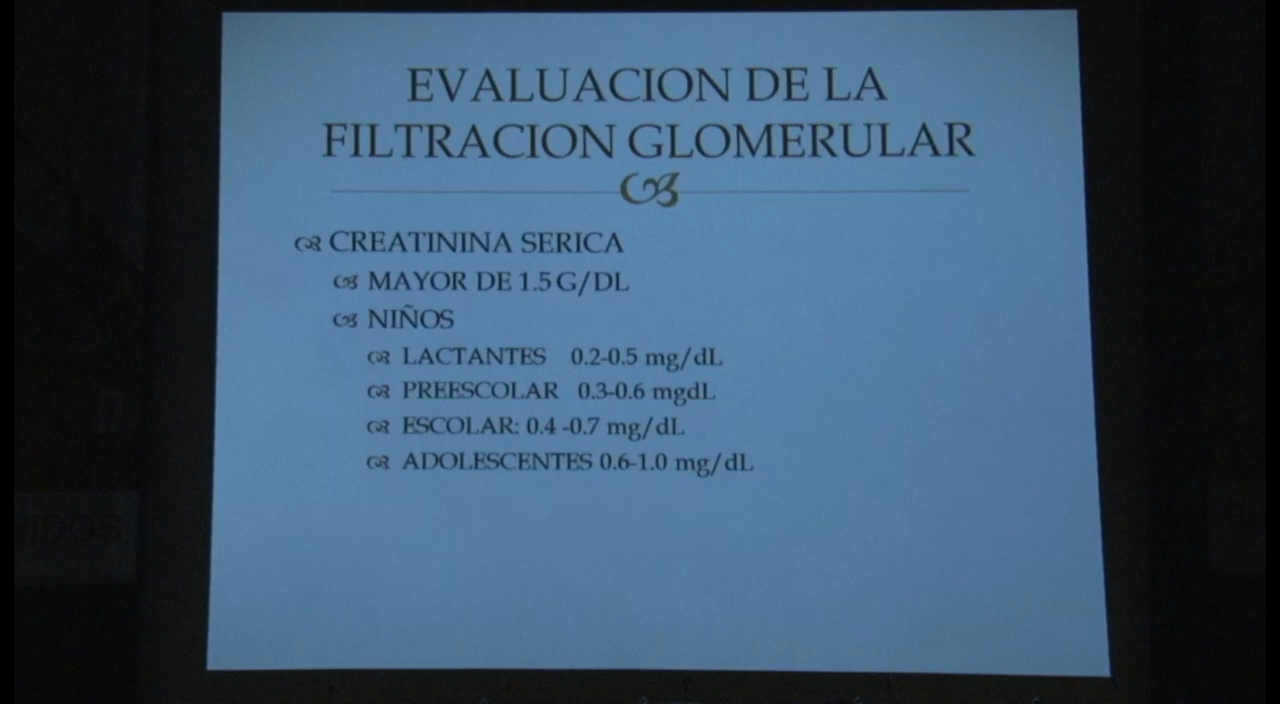 EVALUACION DE LA
FILTRACION GLOMERULAR
CREATININA SERICA
MAYOR DE 1.5 G/DL
NIÑOS
LACTANTES 0.2-0.5 mg/dL
PREESCOLAR 0.3-0.6 mgdL
ESCOLAR: 0.4 -0.7 mg/dL
ADOLESCENTES 0.6-1.0 mg/dL